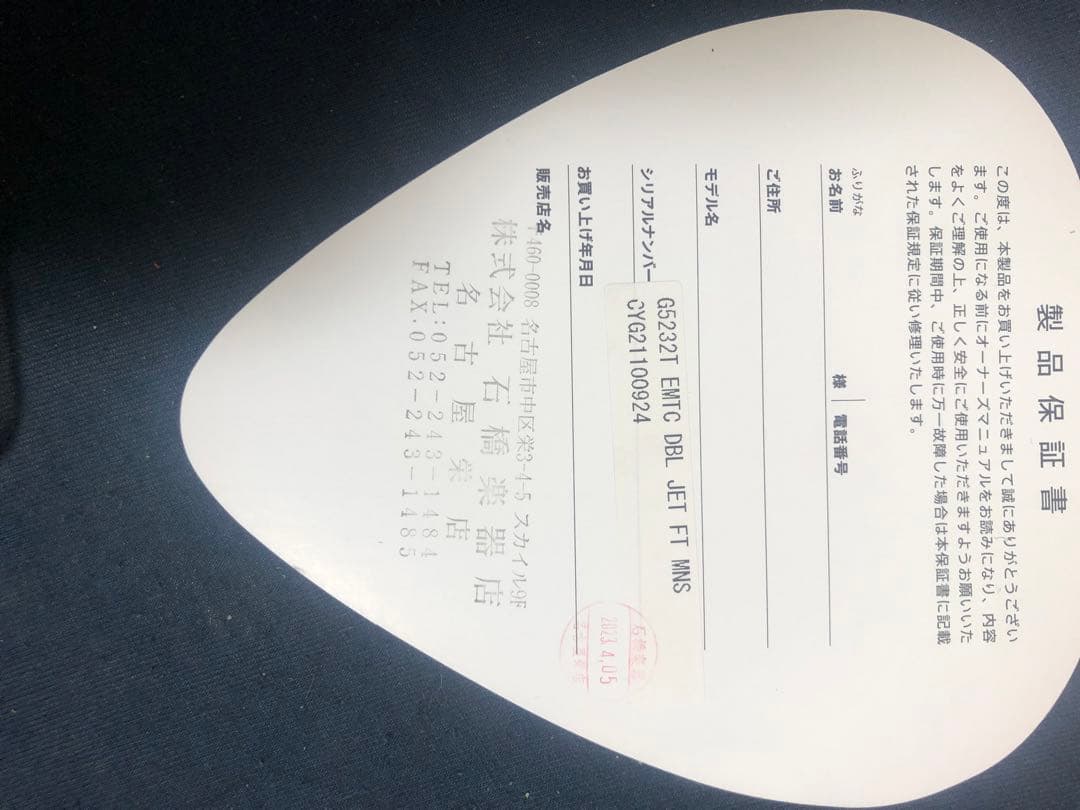 製品保証書
この度は、本製品をお買い上げいただきまして誠にありがとうござい
ます。ご使用になる前にオーナーズマニュアルをお読みになり、内容
をよくご理解の上、正しく安全にご使用いただきますようお願いいた
します。保証期間中、ご使用時に万一故障した場合は本保証書に記載
された保証規定に従い修理いたします。
ふりがな
お名前 様 電話番号
ご住所
モデル名
G5232T EMTC DBL JET FT MNS
シリアルナンバー
CYG21100924
お買い上げ年月日
2023.4.05
販売店名
〒460-0008 名古屋市中区栄3-4-5 スカイル9F
株式会社 石橋楽器店
名古屋栄店
TEL:052-243-1484
FAX.052-243-1485